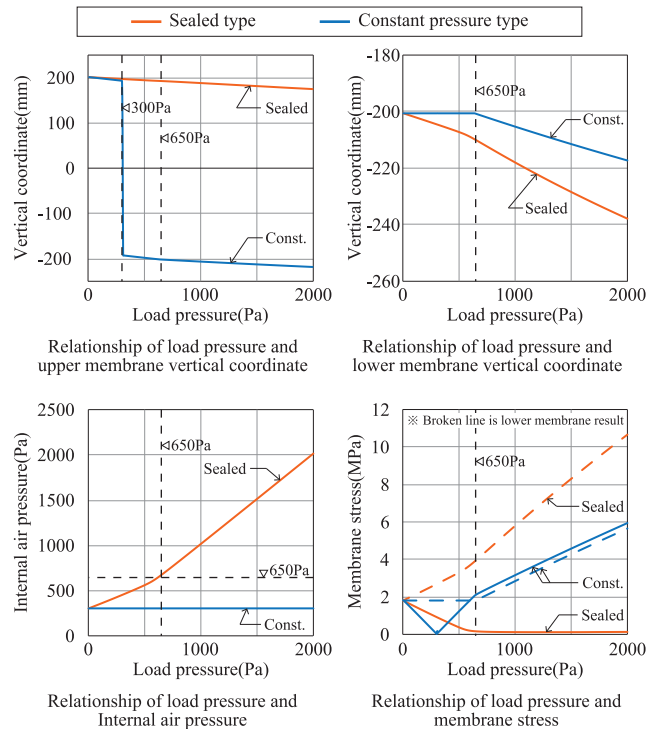 Sealed type Constant pressure type
Vertical coordinate(mm)
200
100
0
-100
-200
300Pa
650Pa
Sealed
Const.
0 500 1000 1500 2000
Load pressure(Pa)
Relationship of load pressure and
upper membrane vertical coordinate
Vertical coordinate(mm)
-180
-200
-220
-240
-260
650Pa
Const.
Sealed
0 1000 2000
Load pressure(Pa)
Relationship of load pressure and
lower membrane vertical coordinate
Internal air pressure(Pa)
2500
2000
1500
1000
500
0
650Pa
Sealed
650Pa
Const.
0 500 1000 1500 2000
Load pressure(Pa)
Relationship of load pressure and
Internal air pressure
Membrane stress(MPa)
12
10
8
6
4
2
0
※ Broken line is lower membrane result
650Pa
Sealed
Const.
Sealed
0 500 1000 1500 2000
Load pressure(Pa)
Relationship of load pressure and
membrane stress